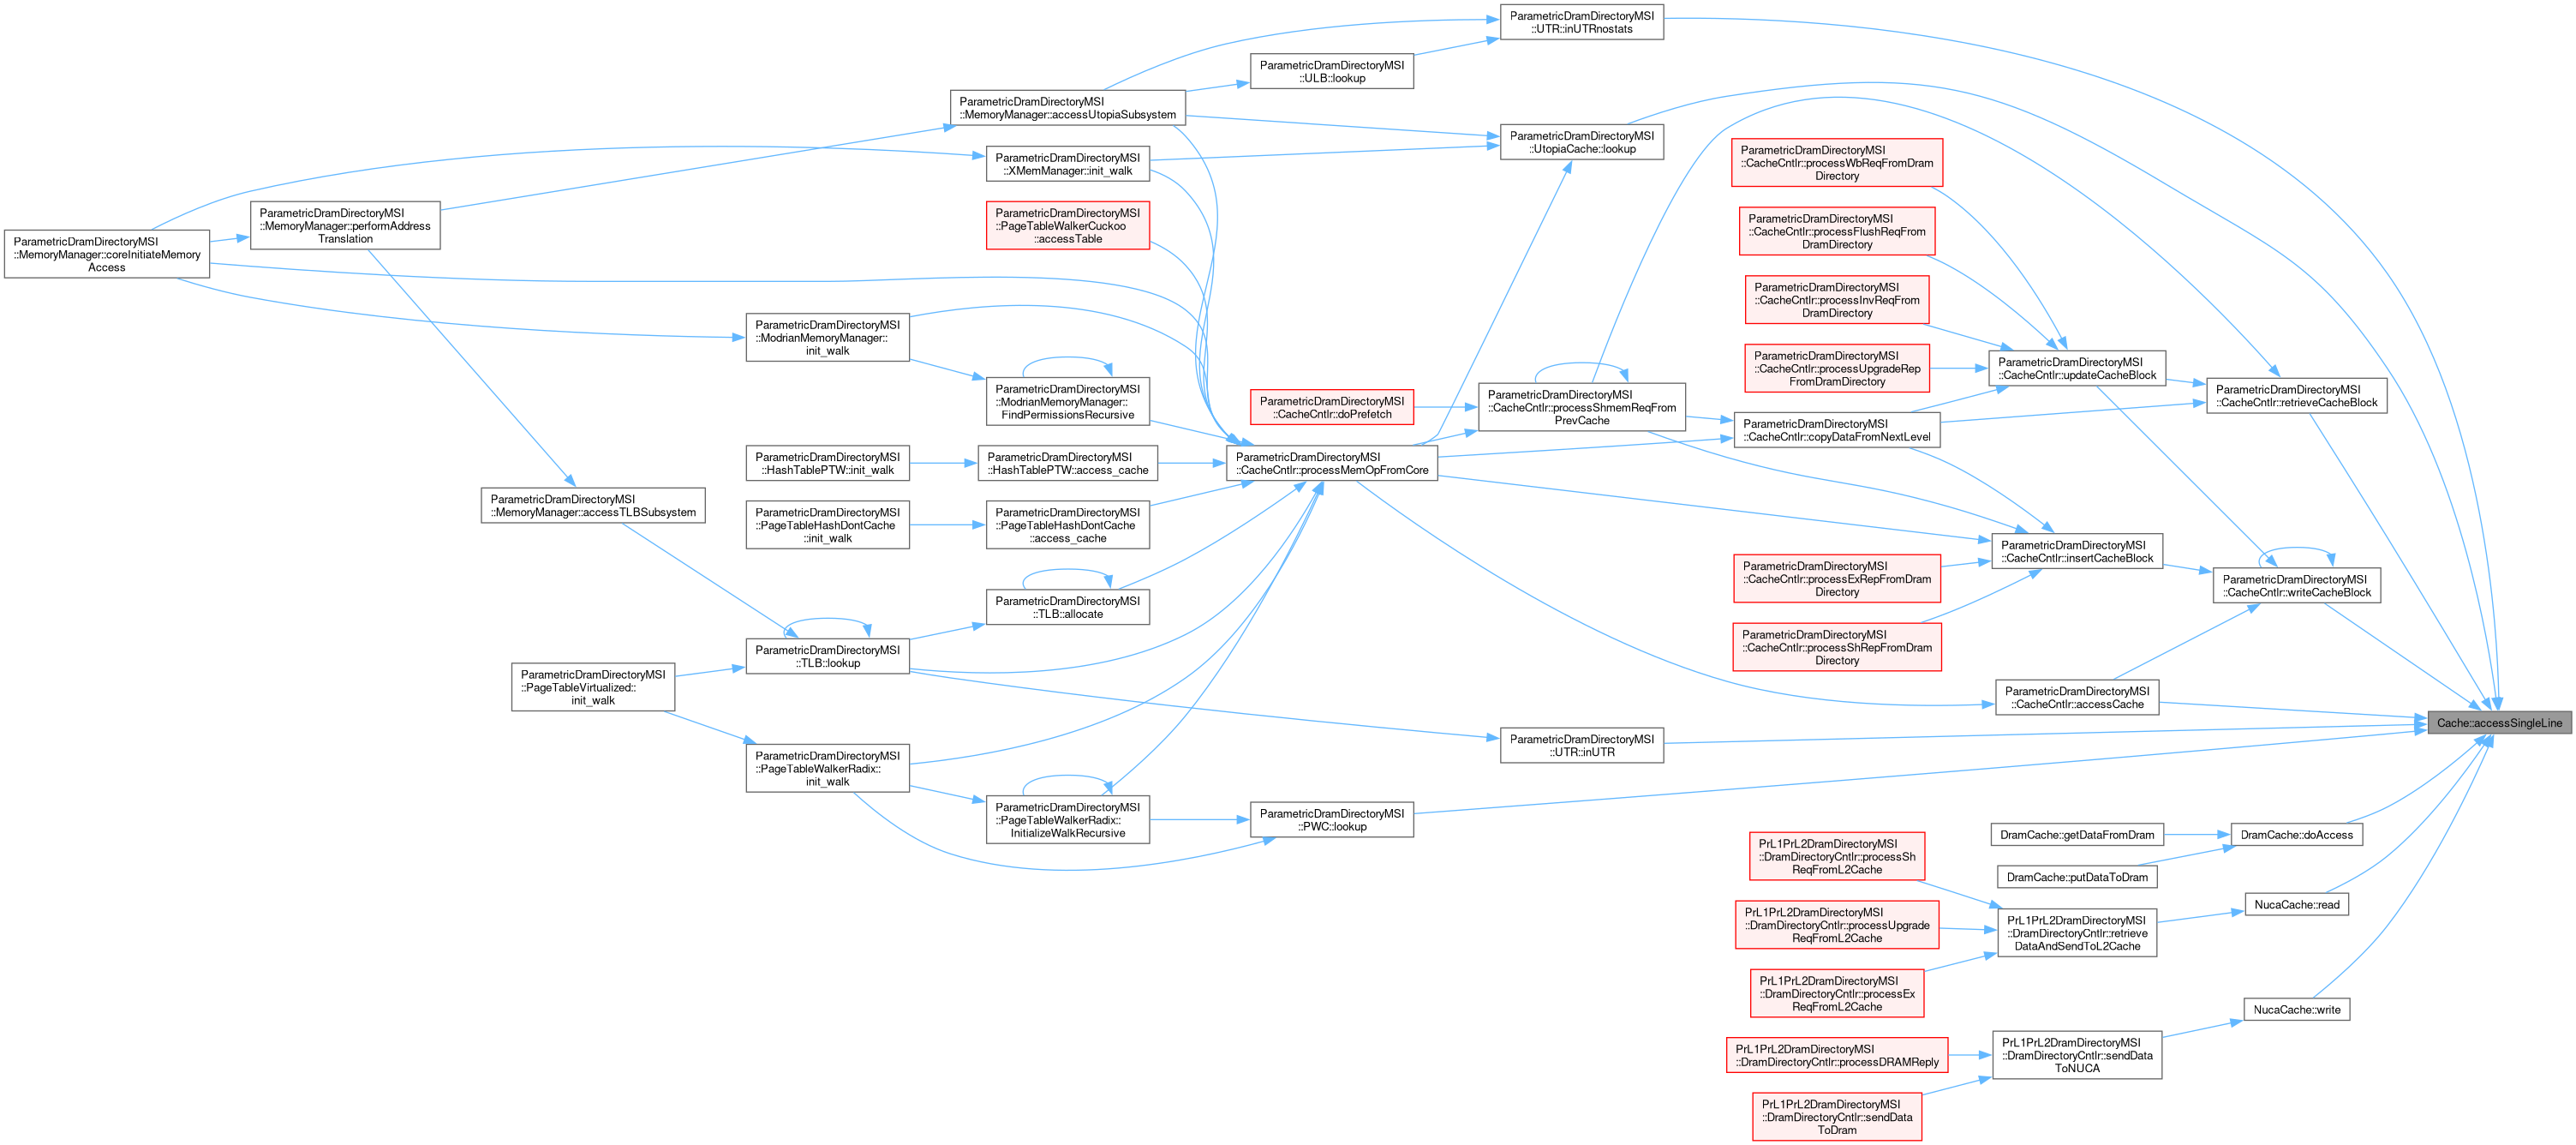 ParametricDramDirectoryMSI
::MemoryManager::coreInitiateMemory
Access
ParametricDramDirectoryMSI
::MemoryManager::performAddress
Translation
ParametricDramDirectoryMSI
::MemoryManager::accessTLBSubsystem
ParametricDramDirectoryMSI
::PageTableVirtualized::
init_walk
ParametricDramDirectoryMSI
::ModrianMemoryManager::
init_walk
ParametricDramDirectoryMSI
::HashTablePTW::init_walk
ParametricDramDirectoryMSI
::PageTableHashDontCache
::init_walk
ParametricDramDirectoryMSI
::TLB::lookup
ParametricDramDirectoryMSI
::PageTableWalkerRadix::
init_walk
ParametricDramDirectoryMSI
::MemoryManager::accessUtopiaSubsystem
ParametricDramDirectoryMSI
::XMemManager::init_walk
ParametricDramDirectoryMSI
::PageTableWalkerCuckoo
::accessTable
ParametricDramDirectoryMSI
::ModrianMemoryManager::
FindPermissionsRecursive
ParametricDramDirectoryMSI
::HashTablePTW::access_cache
ParametricDramDirectoryMSI
::PageTableHashDontCache
::access_cache
ParametricDramDirectoryMSI
::TLB::allocate
ParametricDramDirectoryMSI
::PageTableWalkerRadix::
InitializeWalkRecursive
ParametricDramDirectoryMSI
::ULB::lookup
ParametricDramDirectoryMSI
::CacheCntlr::doPrefetch
ParametricDramDirectoryMSI
::CacheCntlr::processMemOpFromCore
ParametricDramDirectoryMSI
::PWC::lookup
ParametricDramDirectoryMSI
::UTR::inUTRnostats
ParametricDramDirectoryMSI
::UtopiaCache::lookup
ParametricDramDirectoryMSI
::CacheCntlr::processShmemReqFrom
PrevCache
ParametricDramDirectoryMSI
::UTR::inUTR
ParametricDramDirectoryMSI
::CacheCntlr::processWbReqFromDram
Directory
ParametricDramDirectoryMSI
::CacheCntlr::processFlushReqFrom
DramDirectory
ParametricDramDirectoryMSI
::CacheCntlr::processInvReqFrom
DramDirectory
ParametricDramDirectoryMSI
::CacheCntlr::processUpgradeRep
FromDramDirectory
ParametricDramDirectoryMSI
::CacheCntlr::copyDataFromNextLevel
ParametricDramDirectoryMSI
::CacheCntlr::processExRepFromDram
Directory
ParametricDramDirectoryMSI
::CacheCntlr::processShRepFromDram
Directory
PrL1PrL2DramDirectoryMSI
::DramDirectoryCntlr::processSh
ReqFromL2Cache
PrL1PrL2DramDirectoryMSI
::DramDirectoryCntlr::processUpgrade
ReqFromL2Cache
PrL1PrL2DramDirectoryMSI
::DramDirectoryCntlr::processEx
ReqFromL2Cache
PrL1PrL2DramDirectoryMSI
::DramDirectoryCntlr::processDRAMReply
PrL1PrL2DramDirectoryMSI
::DramDirectoryCntlr::sendData
ToDram
ParametricDramDirectoryMSI
::CacheCntlr::updateCacheBlock
ParametricDramDirectoryMSI
::CacheCntlr::insertCacheBlock
ParametricDramDirectoryMSI
::CacheCntlr::accessCache
DramCache::getDataFromDram
DramCache::putDataToDram
PrL1PrL2DramDirectoryMSI
::DramDirectoryCntlr::retrieve
DataAndSendToL2Cache
PrL1PrL2DramDirectoryMSI
::DramDirectoryCntlr::sendData
ToNUCA
ParametricDramDirectoryMSI
::CacheCntlr::retrieveCacheBlock
ParametricDramDirectoryMSI
::CacheCntlr::writeCacheBlock
DramCache::doAccess
NucaCache::read
NucaCache::write
Cache::accessSingleLine